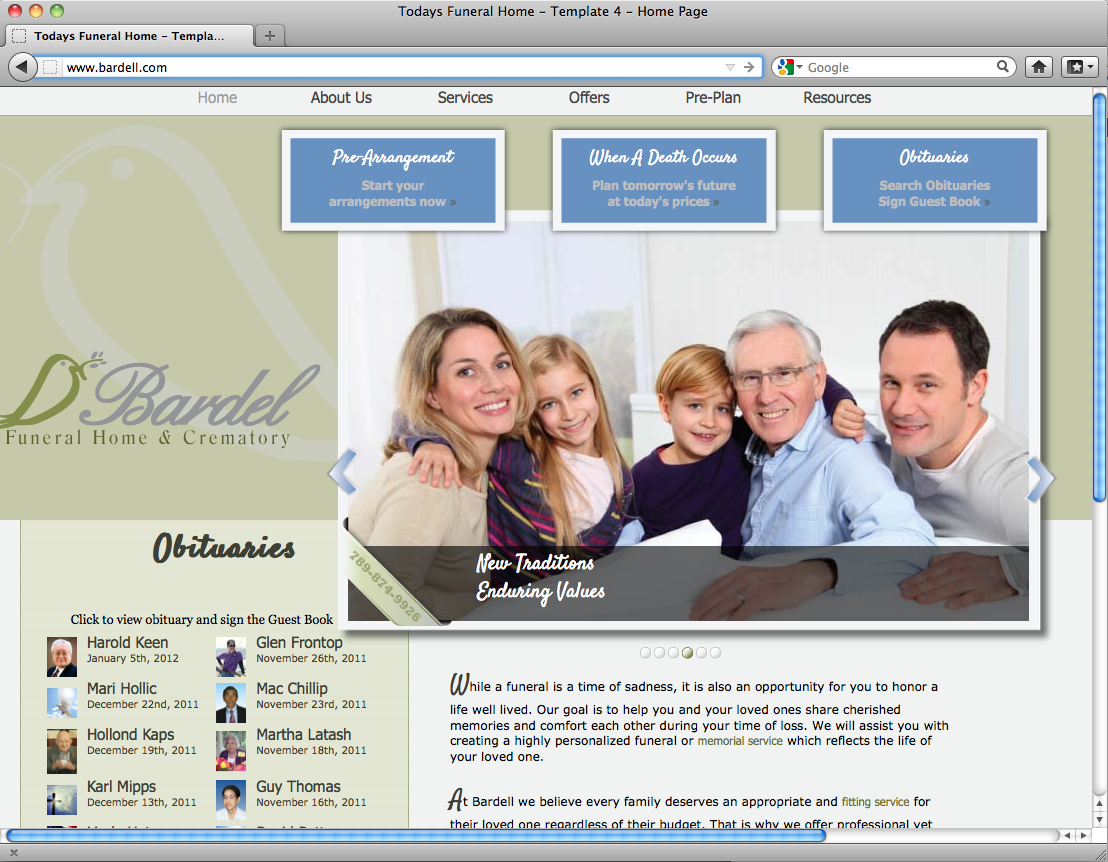 Todays Funeral Home – Template 4 – Home Page
Todays Funeral Home – Templa...
www.bardell.com
Google
Home
About Us
Services
Offers
Pre-Plan
Resources
Pre-Arrangement
Start your
arrangements now »
When A Death Occurs
Plan tomorrow's future
at today's prices »
Obituaries
Search Obituaries
Sign Guest Book »
D Bardel
Funeral Home & Crematory
New Traditions
Enduring Values
789-874-9926
Obituaries
Click to view obituary and sign the Guest Book
Harold Keen
January 5th, 2012
Glen Frontop
November 26th, 2011
Mari Hollic
December 22nd, 2011
Mac Chillip
November 23rd, 2011
Hollond Kaps
December 19th, 2011
Martha Latash
November 18th, 2011
Karl Mipps
December 13th, 2011
Guy Thomas
November 16th, 2011
While a funeral is a time of sadness, it is also an opportunity for you to honor a
life well lived. Our goal is to help you and your loved ones share cherished
memories and comfort each other during your time of loss. We will assist you with
creating a highly personalized funeral or memorial service which reflects the life of
your loved one.
At Bardell we believe every family deserves an appropriate and fitting service for
their loved one regardless of their budget. That is why we offer professional yet